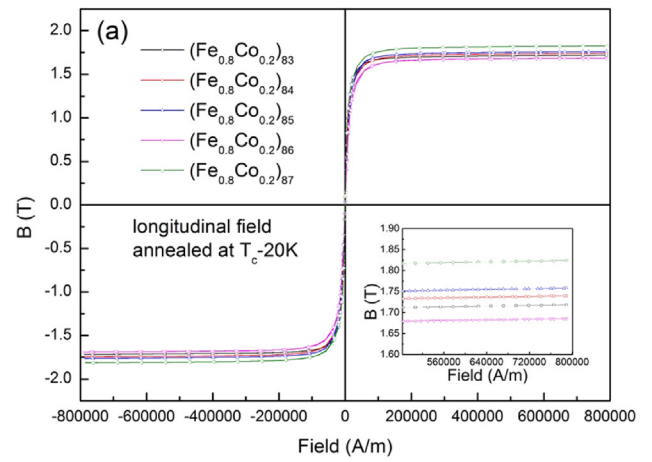 (a)
(Fe0.8Co0.2)83
(Fe0.8Co0.2)84
(Fe0.8Co0.2)85
(Fe0.8Co0.2)86
(Fe0.8Co0.2)87
2.0
1.5
1.0
0.5
0.0
-0.5
-1.0
-1.5
-2.0
B (T)
longitudinal field
annealed at Tc-20K
1.90
1.85
1.80
1.75
1.70
1.65
1.60
B (T)
560000 640000 720000 800000
Field (A/m)
-800000 -600000 -400000 -200000 0 200000 400000 600000 800000
Field (A/m)